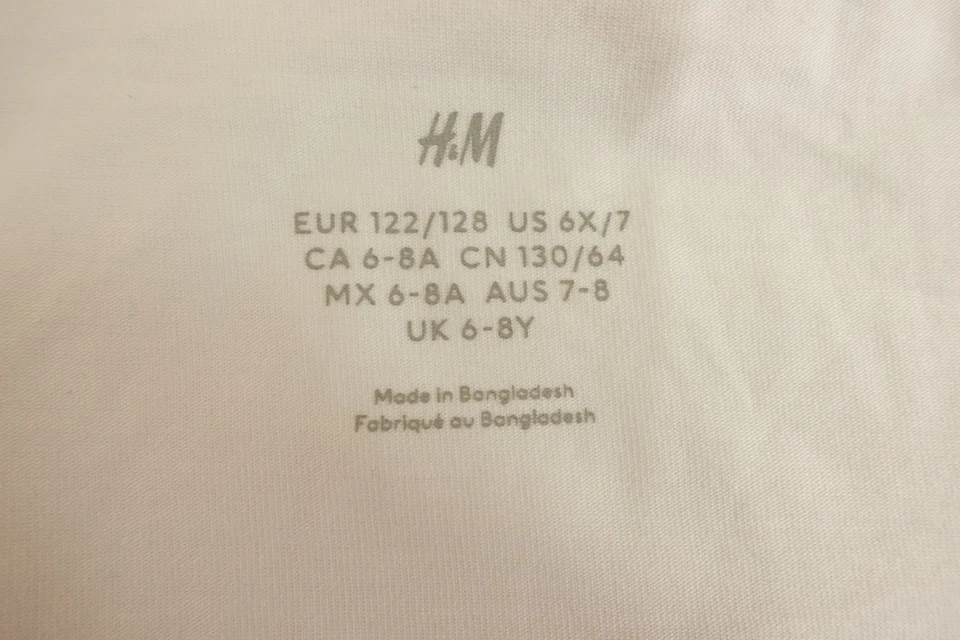 H&M
EUR 122/128 US 6X/7
CA 6-8A CN 130/64
MX 6-8A AUS 7-8
UK 6-8Y
Made in Bangladesh
Fabriqué au Bangladesh